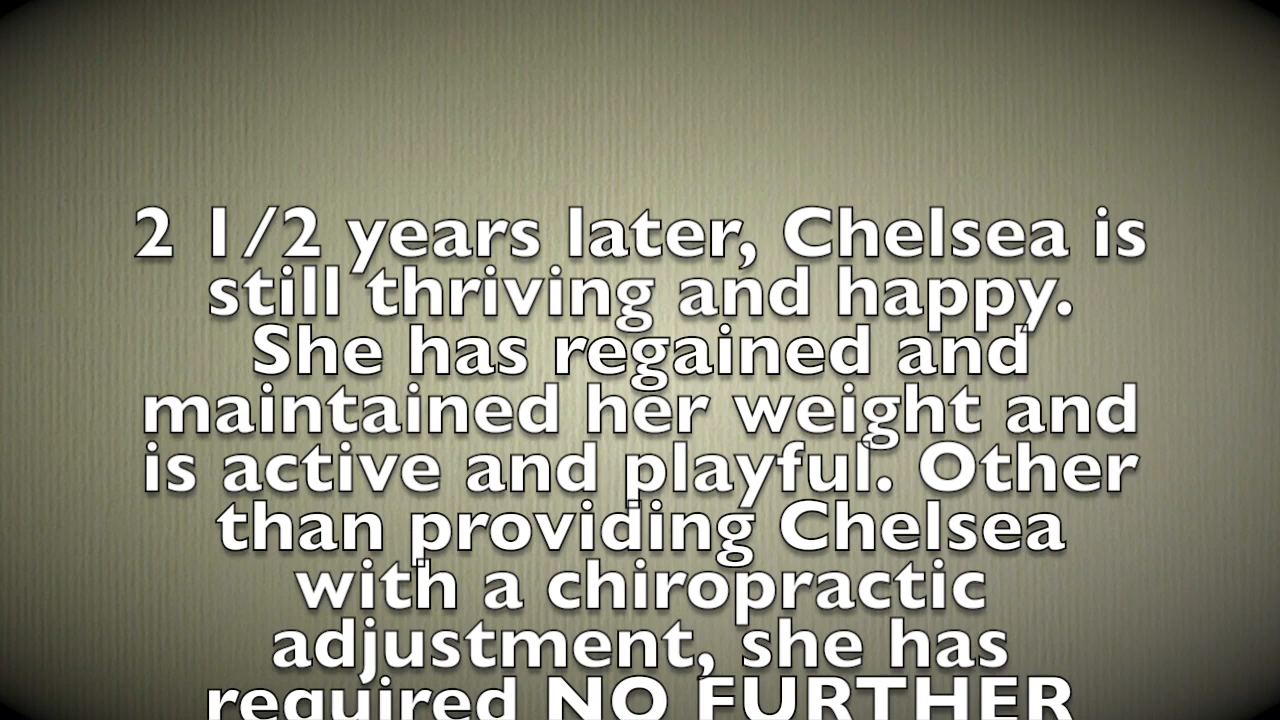 2 1/2 years later, Chelsea is
still thriving and happy.
She has regained and
maintained her weight and
is active and playful. Other
than providing Chelsea
with a chiropractic
adjustment, she has
required NO FURTHER